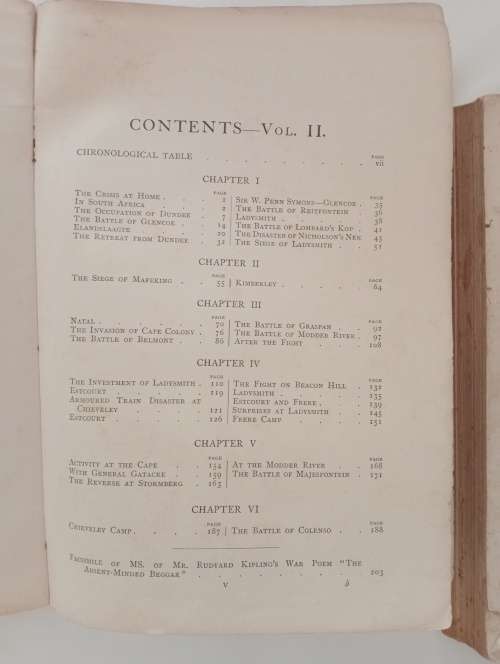 CONTENTS—VOL. II.
PAGE
CHRONOLOGICAL TABLE . . . . . . . . . vii
CHAPTER I
PAGE
THE CRISIS AT HOME . . . 1
IN SOUTH AFRICA . . . 2
THE OCCUPATION OF DUNDEE . 7
THE BATTLE OF GLENCOE . . 14
ELANDSLAAGTE . . . 20
THE RETREAT FROM DUNDEE . 32
PAGE
SIR W. PENN SYMONS—GLENCOE . 35
THE BATTLE OF REITFONTEIN . 36
LADYSMITH . . . . 38
THE BATTLE OF LOMBARD'S KOP . 41
THE DISASTER OF NICHOLSON'S NEK 43
THE SIEGE OF LADYSMITH . . 51
CHAPTER II
PAGE
THE SIEGE OF MAFEKING . . 55
PAGE
KIMBERLEY . . . . . 64
CHAPTER III
PAGE
NATAL . . . . . . 70
THE INVASION OF CAPE COLONY . 76
THE BATTLE OF BELMONT . . 86
PAGE
THE BATTLE OF GRASPAN . . 92
THE BATTLE OF MODDER RIVER . 97
AFTER THE FIGHT . . . 108
CHAPTER IV
PAGE
THE INVESTMENT OF LADYSMITH . 110
ESTCOURT . . . . . 119
ARMOURED TRAIN DISASTER AT
CHIEVELEY . . . . 121
ESTCOURT . . . . . 126
PAGE
THE FIGHT ON BEACON HILL . 132
LADYSMITH . . . . 135
ESTCOURT AND FRERE . . . 139
SURPRISES AT LADYSMITH . . 145
FRERE CAMP . . . . 151
CHAPTER V
PAGE
ACTIVITY AT THE CAPE . . 154
WITH GENERAL GATACRE . . 159
THE REVERSE AT STORMBERG . 163
PAGE
AT THE MODDER RIVER . . 168
THE BATTLE OF MAJESFONTEIN . 171
CHAPTER VI
PAGE
CHIEVELEY CAMP . . . . 187
PAGE
THE BATTLE OF COLENSO . . 188
FACSIMILE OF MS. OF MR. RUDYARD KIPLING'S WAR POEM "THE
ABSENT-MINDED BEGGAR" . . . . . . . . 203
v b